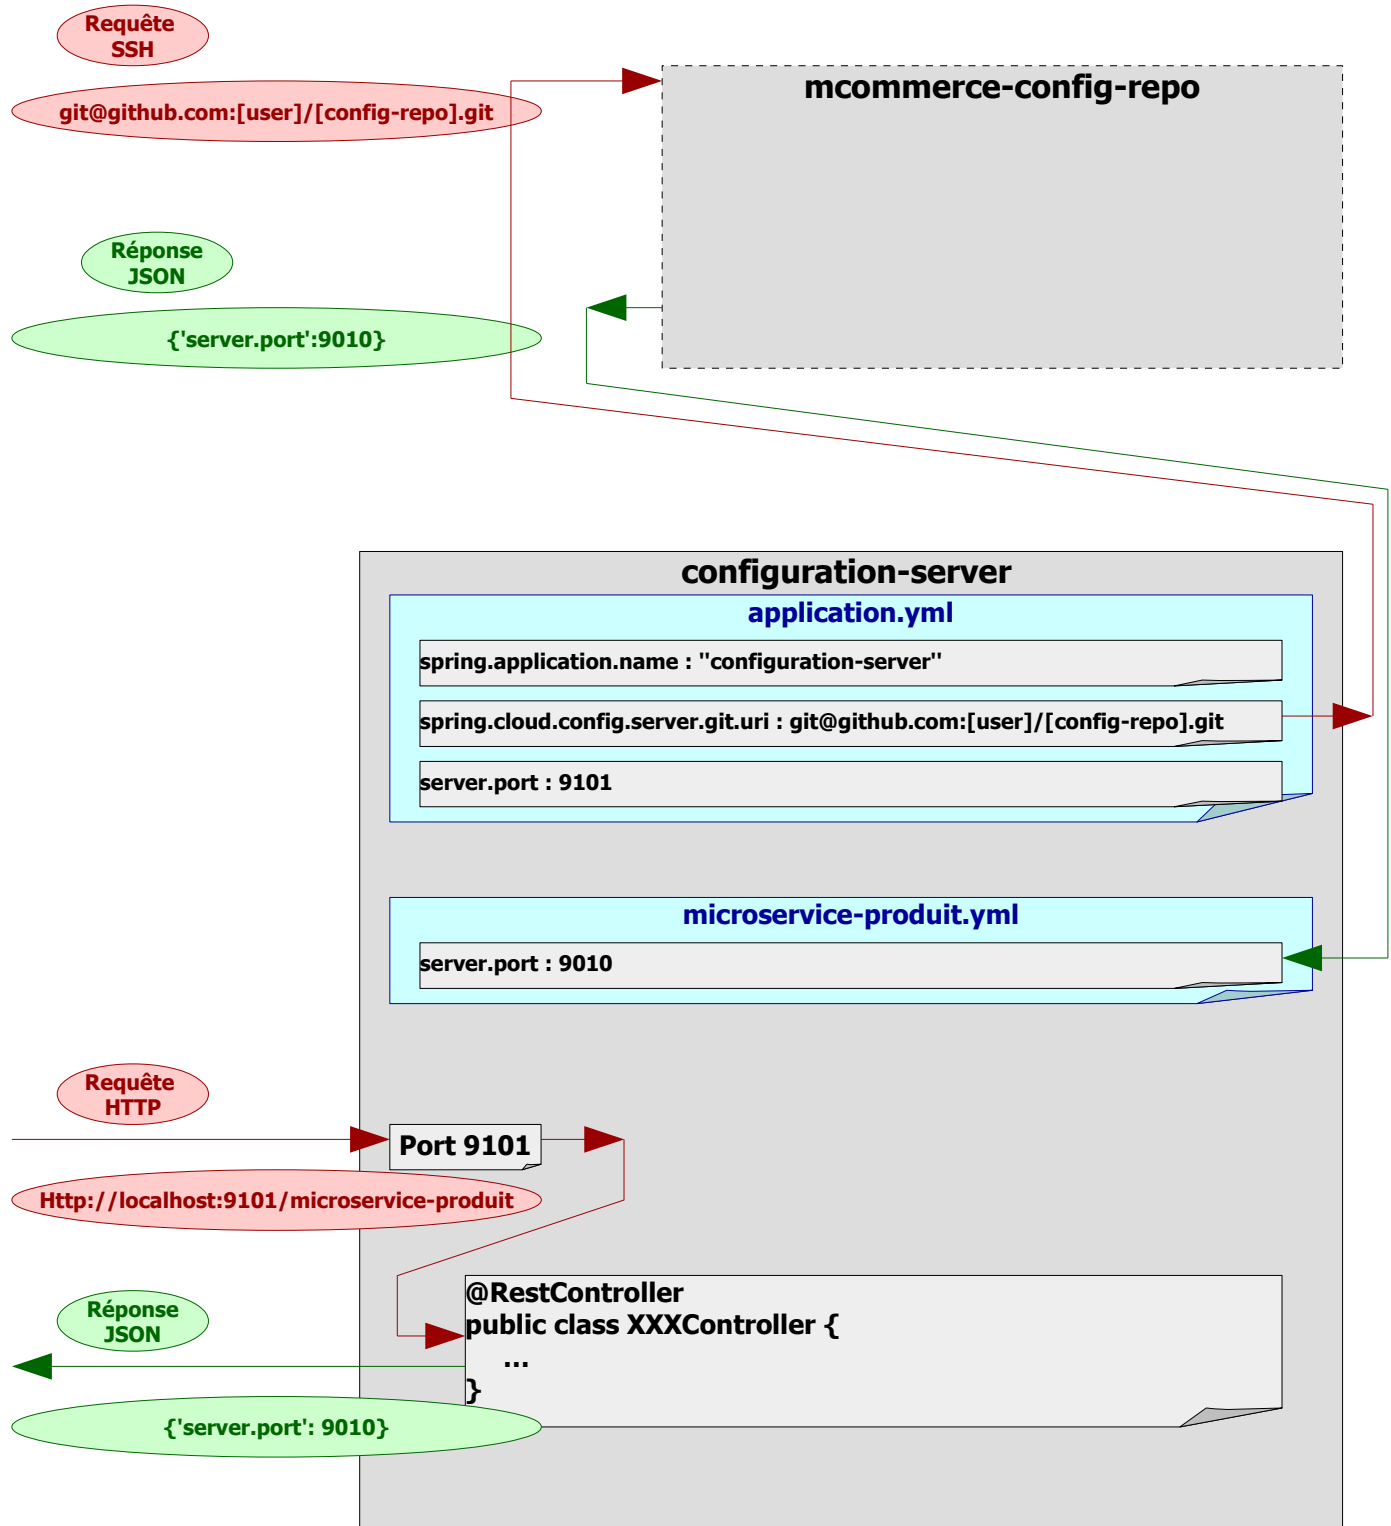 Requête
SSH
mcommerce-config-repo
git@github.com:[user]/[config-repo].git
Réponse
JSON
{'server.port':9010}
configuration-server
application.yml
spring.application.name : "configuration-server"
spring.cloud.config.server.git.uri : git@github.com:[user]/[config-repo].git
server.port : 9101
microservice-produit.yml
server.port : 9010
Requête
HTTP
Port 9101
Http://localhost:9101/microservice-produit
@RestController
public class XXXController {
...
}
Réponse
JSON
{'server.port': 9010}